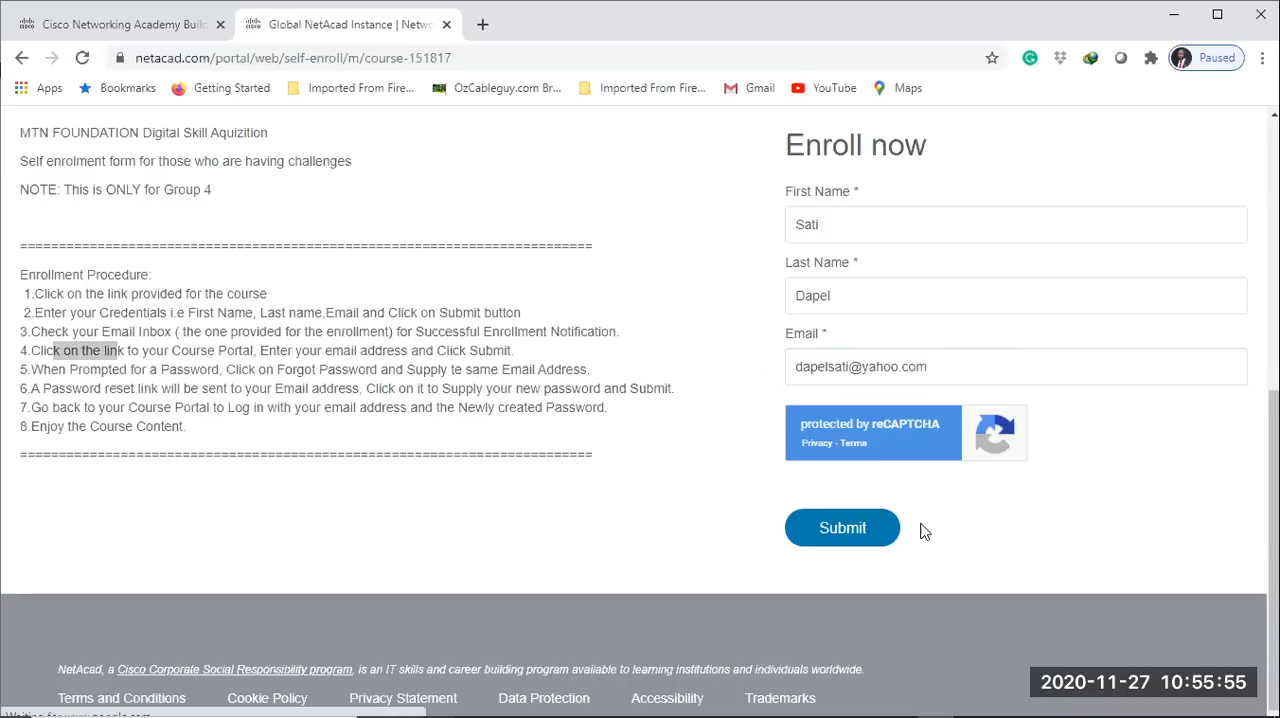 Cisco Networking Academy Buil
Global NetAcad Instance | Netwo
netacad.com/portal/web/self-enroll/m/course-151817
Paused
Apps
Bookmarks
Getting Started
Imported From Fire...
OzCableguy.com Br...
Imported From Fire...
Gmail
YouTube
Maps
MTN FOUNDATION Digital Skill Aquizition
Self enrolment form for those who are having challenges
NOTE: This is ONLY for Group 4
==========================================================================
Enrollment Procedure:
1.Click on the link provided for the course
2.Enter your Credentials i.e First Name, Last name,Email and Click on Submit button
3.Check your Email Inbox ( the one provided for the enrollment) for Successful Enrollment Notification.
4.Click on the link to your Course Portal, Enter your email address and Click Submit.
5.When Prompted for a Password, Click on Forgot Password and Supply te same Email Address.
6.A Password reset link will be sent to your Email address, Click on it to Supply your new password and Submit.
7.Go back to your Course Portal to Log in with your email address and the Newly created Password.
8.Enjoy the Course Content.
==========================================================================
Enroll now
First Name *
Sati
Last Name *
Dapel
Email *
dapelsati@yahoo.com
protected by reCAPTCHA
Privacy - Terms
Submit
NetAcad, a Cisco Corporate Social Responsibility program, is an IT skills and career building program available to learning institutions and individuals worldwide.
Terms and Conditions
Cookie Policy
Privacy Statement
Data Protection
Accessibility
Trademarks
2020-11-27 10:55:55